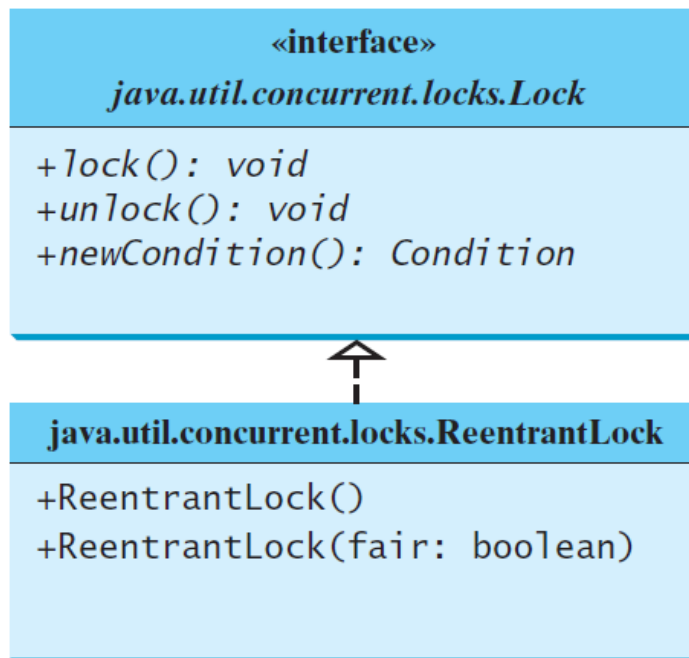 «interface»
java.util.concurrent.locks.Lock
+lock(): void
+unlock(): void
+newCondition(): Condition
java.util.concurrent.locks.ReentrantLock
+ReentrantLock()
+ReentrantLock(fair: boolean)